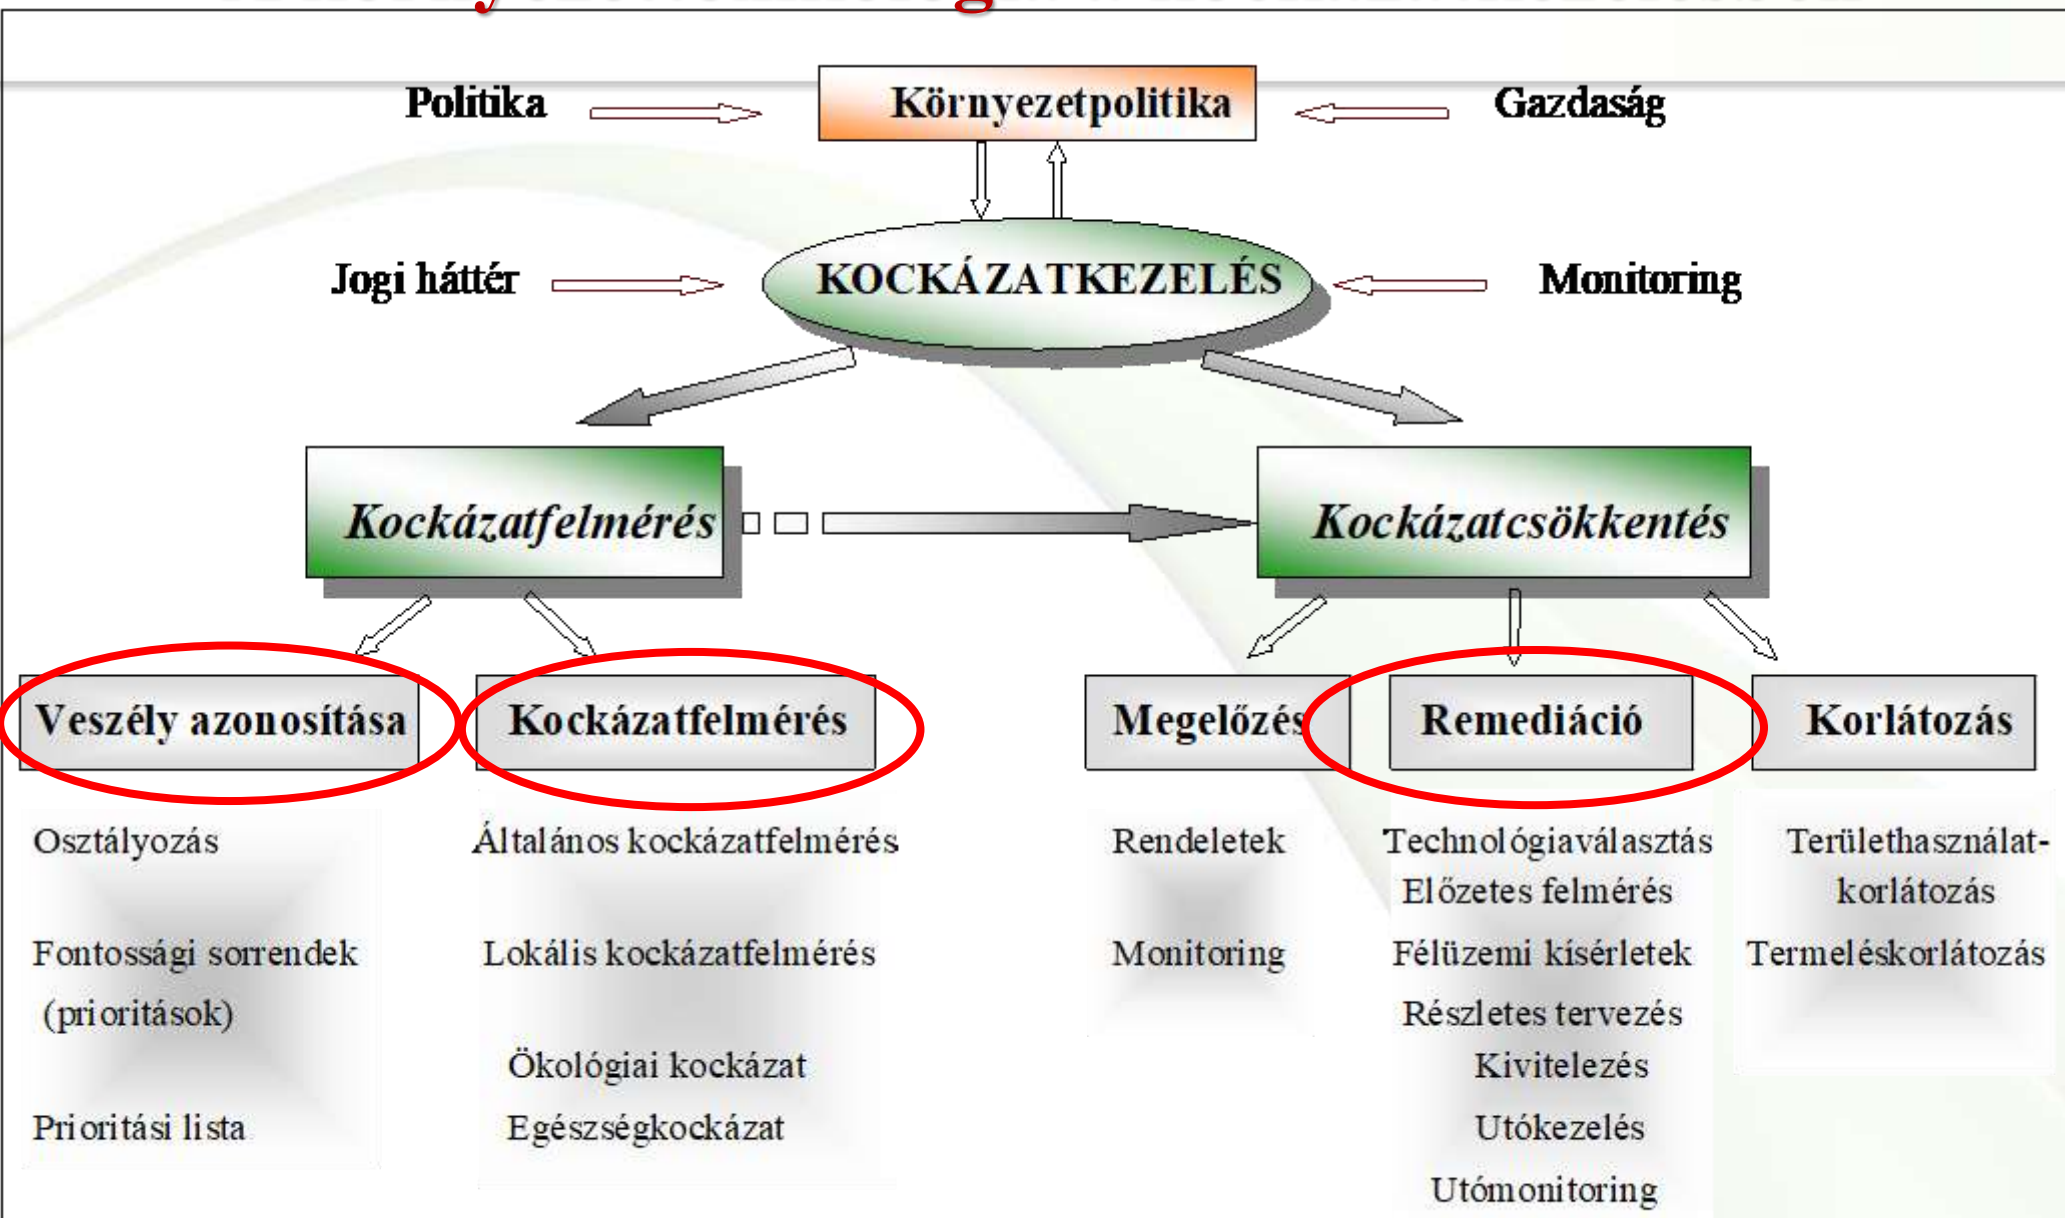 Politika
Környezetpolitika
Gazdaság
Jogi háttér
KOCKÁZATKEZELÉS
Monitoring
Kockázatfelmérés
Kockázatcsökkentés
Veszély azonosítása
Kockázatfelmérés
Megelőzés
Remediáció
Korlátozás
Osztályozás
Fontossági sorrendek
(prioritások)
Prioritási lista
Általános kockázatfelmérés
Lokális kockázatfelmérés
Ökológiai kockázat
Egészségkockázat
Rendeletek
Monitoring
Technológiaválasztás
Előzetes felmérés
Félüzemi kísérletek
Részletes tervezés
Kivitelezés
Utókezelés
Utómonitoring
Területhasználat-
korlátozás
Terméléskorlátozás